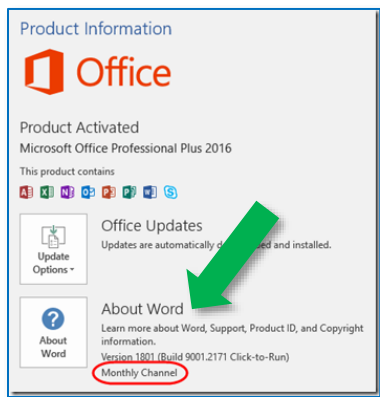 Product Information
Office
Product Activated
Microsoft Office Professional Plus 2016
This product contains
Update
Options
Office Updates
Updates are automatically and installed.
About
Word
About Word
Learn more about Word, Support, Product ID, and Copyright
information.
Version 1801 (Build 9001.2171 Click-to-Run)
Monthly Channel